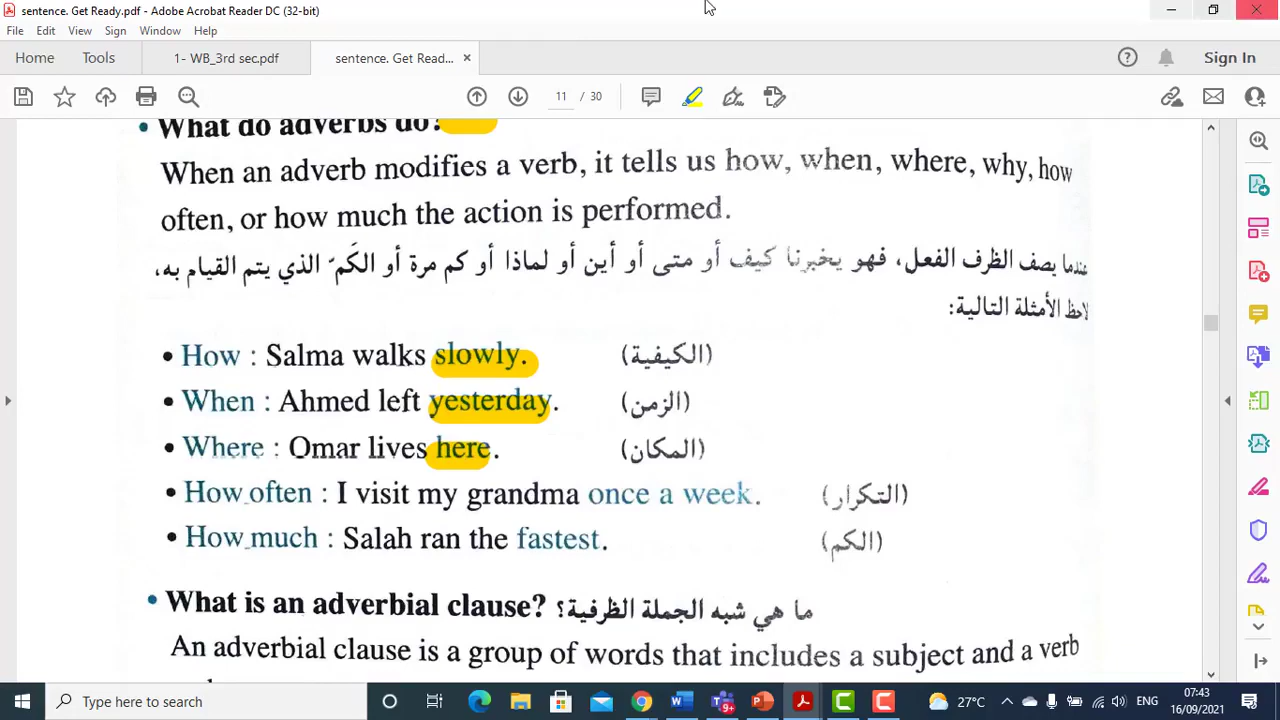 sentence. Get Ready.pdf - Adobe Acrobat Reader DC (32-bit)
File Edit View Sign Window Help
Home Tools 1- WB_3rd sec.pdf sentence. Get Read... × Sign In
11 / 30
• What do adverbs do?
When an adverb modifies a verb, it tells us how, when, where, why, how
often, or how much the action is performed.
عندما يصف الظرف الفعل، فهو يخبرنا كيف أو متى أو أين أو لماذا أو كم مرة أو الكَم ّ الذي يتم القيام به،
لاحظ الأمثلة التالية:
• How : Salma walks slowly. (الكيفية)
• When : Ahmed left yesterday. (الزمن)
• Where : Omar lives here. (المكان)
• How often : I visit my grandma once a week. (التكرار)
• How much : Salah ran the fastest. (الكم)
• What is an adverbial clause? ما هي شبه الجملة الظرفية؟
An adverbial clause is a group of words that includes a subject and a verb
Type here to search 9+ 27°C ENG 07:43
16/09/2021